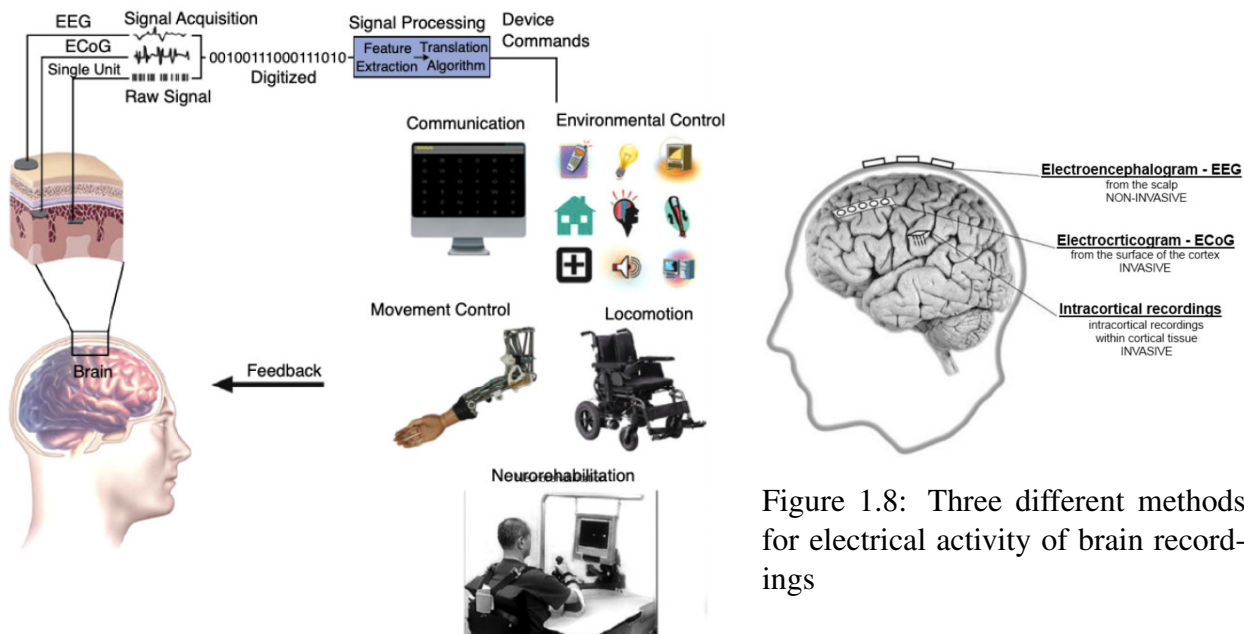 EEG
Signal Acquisition
ECoG
Single Unit
Raw Signal
00100111000111010
Digitized
Signal Processing
Feature Extraction
Translation Algorithm
Device
Commands
Communication
Environmental Control
Movement Control
Locomotion
Brain
Feedback
Neurorehabilitation
Electroencephalogram - EEG
from the scalp
NON-INVASIVE
Electrcrticogram - ECoG
from the surface of the cortex
INVASIVE
Intracortical recordings
intracortical recordings
within cortical tissue
INVASIVE
Figure 1.8: Three different methods
for electrical activity of brain record-
ings